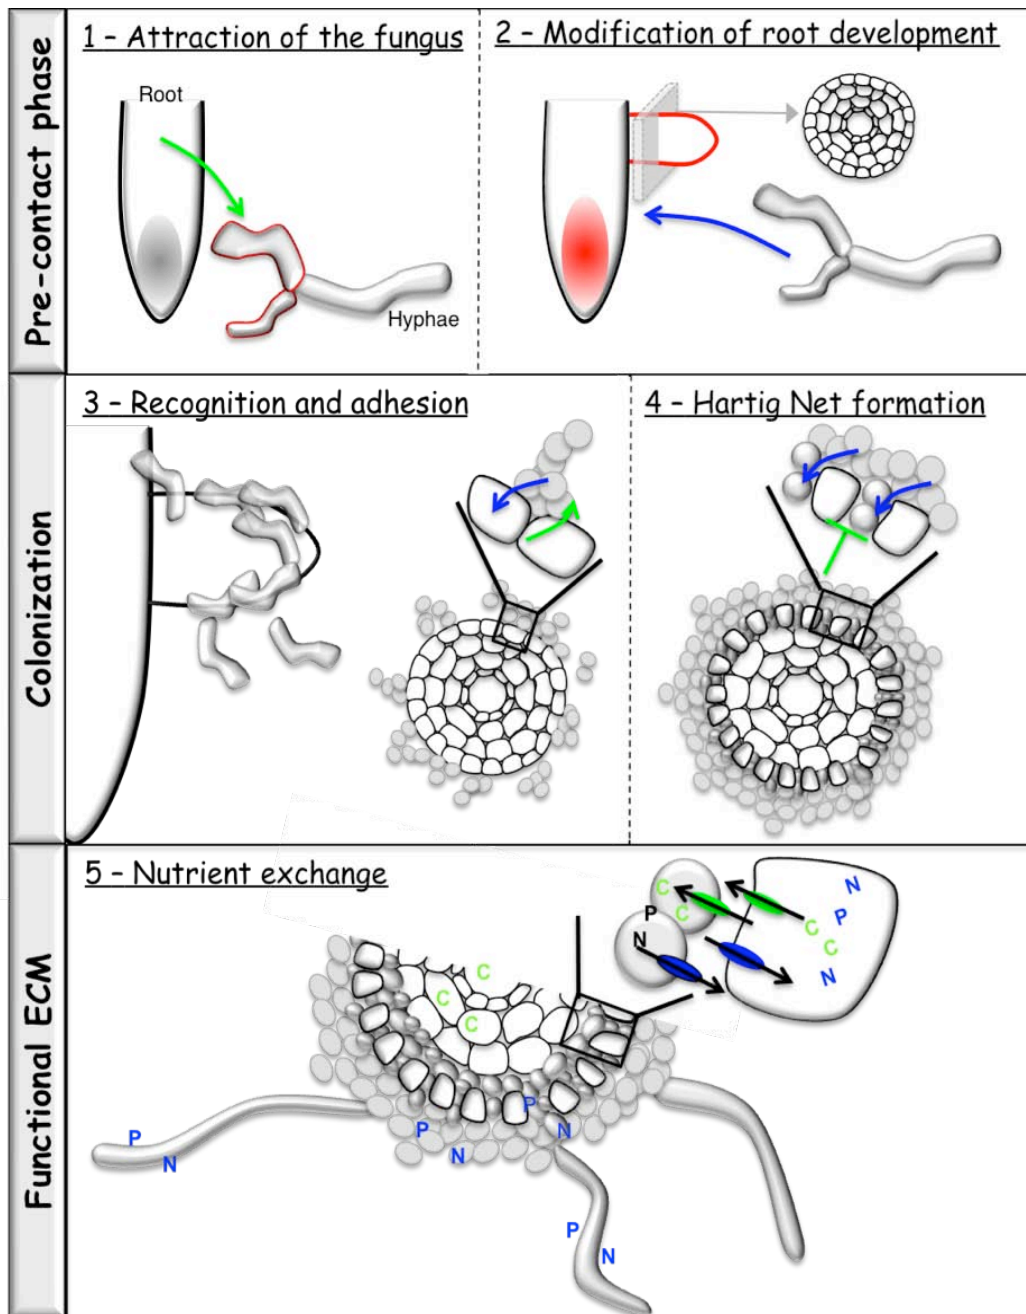 Pre-contact phase
1 – Attraction of the fungus
Root
Hyphae
2 – Modification of root development
Colonization
3 – Recognition and adhesion
4 – Hartig Net formation
Functional ECM
5 – Nutrient exchange
C
C
P
N
N
P
C
C
N
C
C
C
P
N
P
P
N
N
P
N